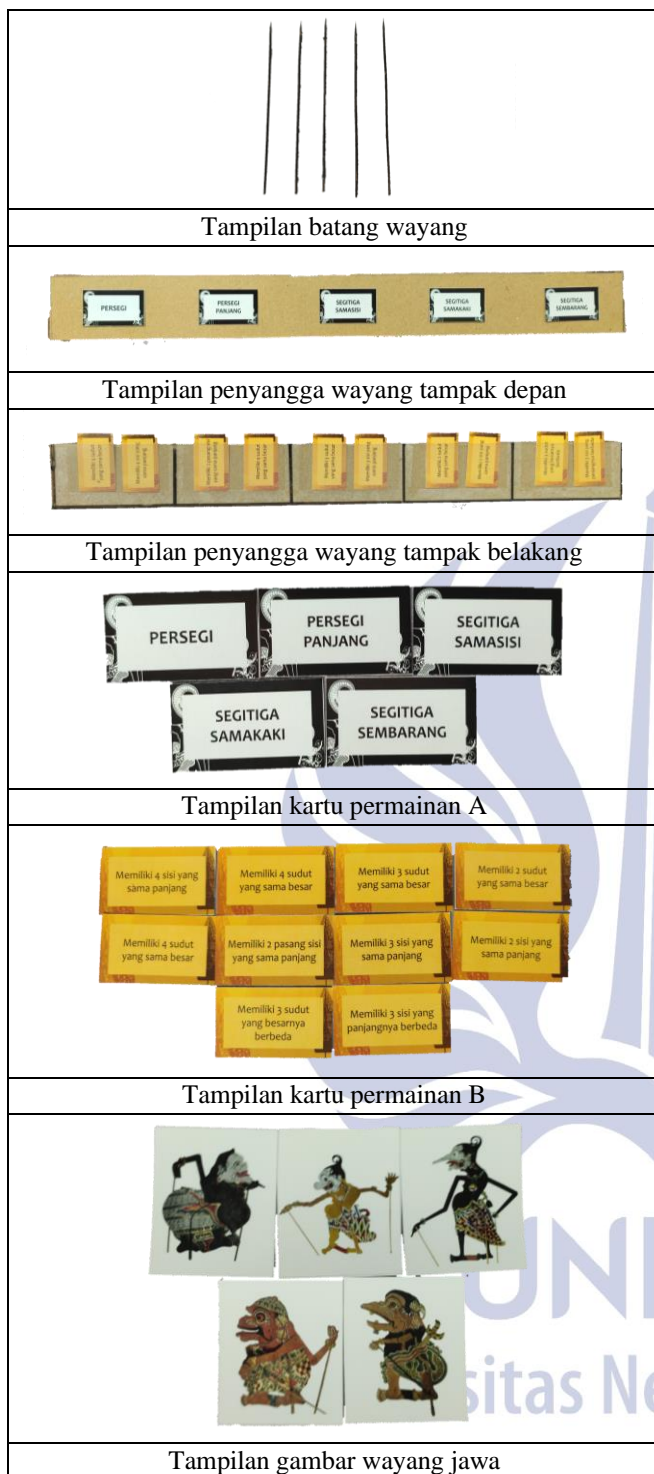 Tampilan batang wayang
PERSEGI
PERSEGI
PANJANG
SEGITIGA
SAMASISI
SEGITIGA
SAMAKAKI
SEGITIGA
SEMBARANG
Tampilan penyangga wayang tampak depan
Tampilan penyangga wayang tampak belakang
PERSEGI
PERSEGI
PANJANG
SEGITIGA
SAMASISI
SEGITIGA
SAMAKAKI
SEGITIGA
SEMBARANG
Tampilan kartu permainan A
Memiliki 4 sisi yang
sama panjang
Memiliki 4 sudut
yang sama besar
Memiliki 3 sudut
yang sama besar
Memiliki 2 sudut
yang sama besar
Memiliki 4 sudut
yang sama besar
Memiliki 2 pasang sisi
yang sama panjang
Memiliki 3 sisi yang
sama panjang
Memiliki 2 sisi yang
sama panjang
Memiliki 3 sudut
yang besarnya
berbeda
Memiliki 3 sisi yang
panjangnya berbeda
Tampilan kartu permainan B
UNI
sitas Ne
Tampilan gambar wayang jawa